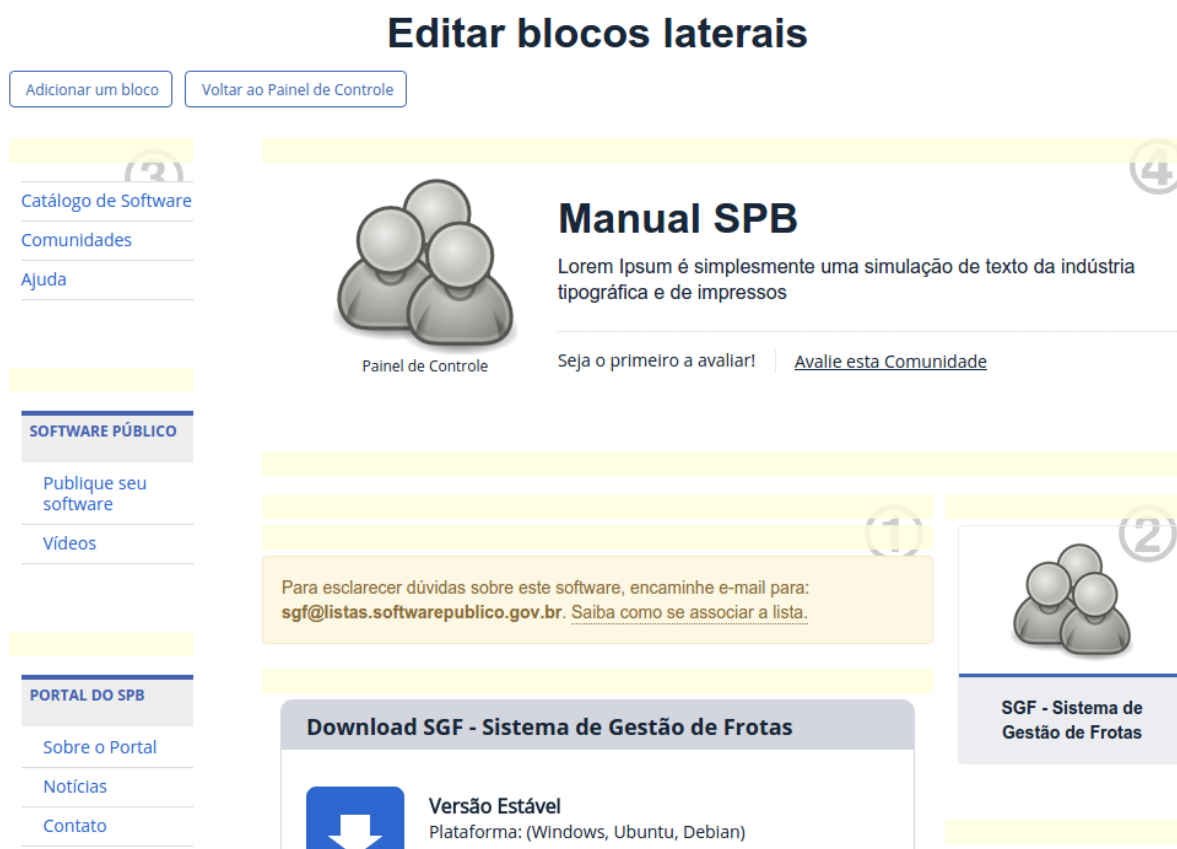 Editar blocos laterais
Adicionar um bloco
Voltar ao Painel de Controle
3
Catálogo de Software
Comunidades
Ajuda
SOFTWARE PÚBLICO
Publique seu
software
Vídeos
PORTAL DO SPB
Sobre o Portal
Notícias
Contato
4
Painel de Controle
Manual SPB
Lorem Ipsum é simplesmente uma simulação de texto da indústria
tipográfica e de impressos
Seja o primeiro a avaliar!
Avalie esta Comunidade
1
Para esclarecer dúvidas sobre este software, encaminhe e-mail para:
sgf@listas.softwarepublico.gov.br. Saiba como se associar a lista.
Download SGF - Sistema de Gestão de Frotas
Versão Estável
Plataforma: (Windows, Ubuntu, Debian)
2
SGF - Sistema de
Gestão de Frotas